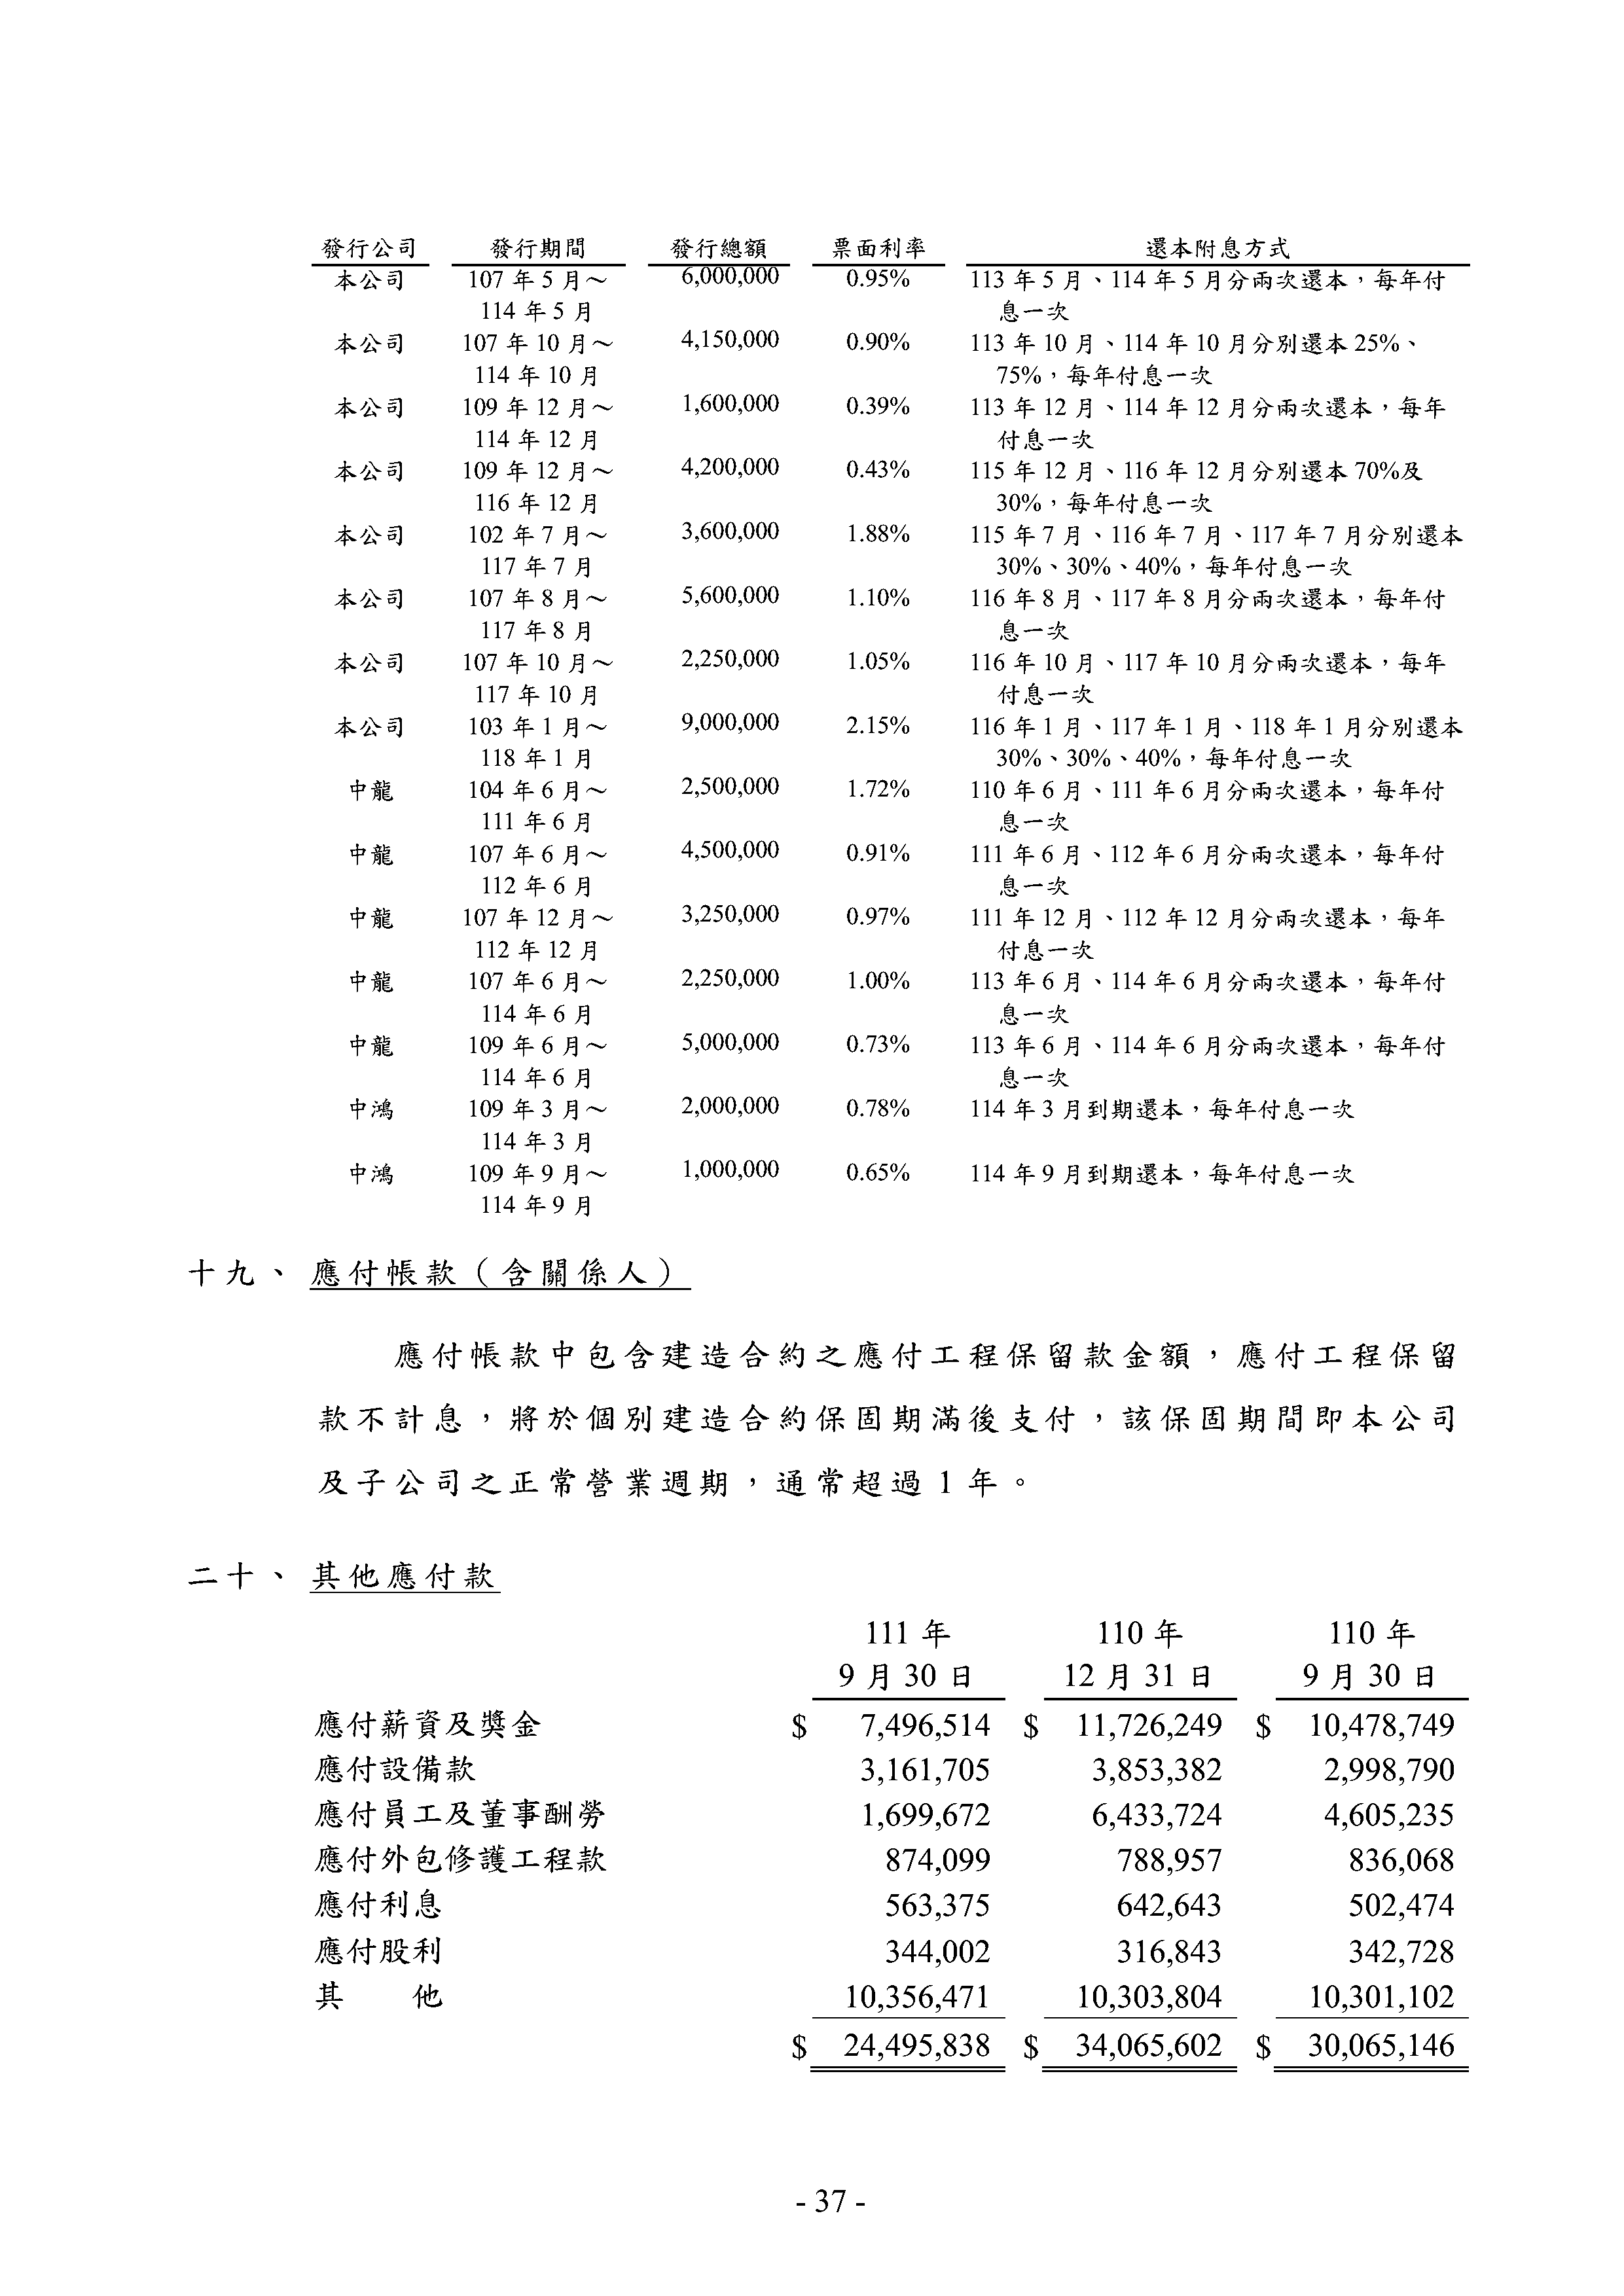 發行公司 發行期間 發行總額 票面利率 還本附息方式
本公司 107 年 5 月～ 6,000,000 0.95% 113 年 5 月、114 年 5 月分兩次還本，每年付
114 年 5 月 息一次
本公司 107 年 10 月～ 4,150,000 0.90% 113 年 10 月、114 年 10 月分別還本 25%、
114 年 10 月 75%，每年付息一次
本公司 109 年 12 月～ 1,600,000 0.39% 113 年 12 月、114 年 12 月分兩次還本，每年
114 年 12 月 付息一次
本公司 109 年 12 月～ 4,200,000 0.43% 115 年 12 月、116 年 12 月分別還本 70%及
116 年 12 月 30%，每年付息一次
本公司 102 年 7 月～ 3,600,000 1.88% 115 年 7 月、116 年 7 月、117 年 7 月分別還本
117 年 7 月 30%、30%、40%，每年付息一次
本公司 107 年 8 月～ 5,600,000 1.10% 116 年 8 月、117 年 8 月分兩次還本，每年付
117 年 8 月 息一次
本公司 107 年 10 月～ 2,250,000 1.05% 116 年 10 月、117 年 10 月分兩次還本，每年
117 年 10 月 付息一次
本公司 103 年 1 月～ 9,000,000 2.15% 116 年 1 月、117 年 1 月、118 年 1 月分別還本
118 年 1 月 30%、30%、40%，每年付息一次
中龍 104 年 6 月～ 2,500,000 1.72% 110 年 6 月、111 年 6 月分兩次還本，每年付
111 年 6 月 息一次
中龍 107 年 6 月～ 4,500,000 0.91% 111 年 6 月、112 年 6 月分兩次還本，每年付
112 年 6 月 息一次
中龍 107 年 12 月～ 3,250,000 0.97% 111 年 12 月、112 年 12 月分兩次還本，每年
112 年 12 月 付息一次
中龍 107 年 6 月～ 2,250,000 1.00% 113 年 6 月、114 年 6 月分兩次還本，每年付
114 年 6 月 息一次
中龍 109 年 6 月～ 5,000,000 0.73% 113 年 6 月、114 年 6 月分兩次還本，每年付
114 年 6 月 息一次
中鴻 109 年 3 月～ 2,000,000 0.78% 114 年 3 月到期還本，每年付息一次
114 年 3 月
中鴻 109 年 9 月～ 1,000,000 0.65% 114 年 9 月到期還本，每年付息一次
114 年 9 月
十九、應付帳款（含關係人）
應付帳款中包含建造合約之應付工程保留款金額，應付工程保留
款不計息，將於個別建造合約保固期滿後支付，該保固期間即本公司
及子公司之正常營業週期，通常超過 1 年。
二十、其他應付款
111 年 110 年 110 年
9 月 30 日 12 月 31 日 9 月 30 日
應付薪資及獎金 $ 7,496,514 $ 11,726,249 $ 10,478,749
應付設備款 3,161,705 3,853,382 2,998,790
應付員工及董事酬勞 1,699,672 6,433,724 4,605,235
應付外包修護工程款 874,099 788,957 836,068
應付利息 563,375 642,643 502,474
應付股利 344,002 316,843 342,728
其 他 10,356,471 10,303,804 10,301,102
$ 24,495,838 $ 34,065,602 $ 30,065,146
- 37 -